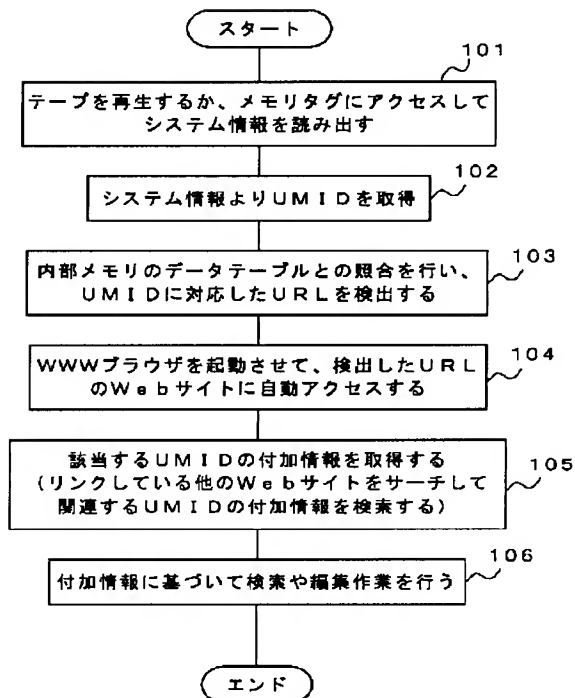 スタート
101
テープを再生するか、メモリタグにアクセスして
システム情報を読み出す
102
システム情報よりUMIDを取得
103
内部メモリのデータテーブルとの照合を行い、
UMIDに対応したURLを検出する
104
WWWブラウザを起動させて、検出したURL
のWebサイトに自動アクセスする
105
該当するUMIDの付加情報を取得する
(リンクしている他のWebサイトをサーチして
関連するUMIDの付加情報を検索する)
106
付加情報に基づいて検索や編集作業を行う
エンド